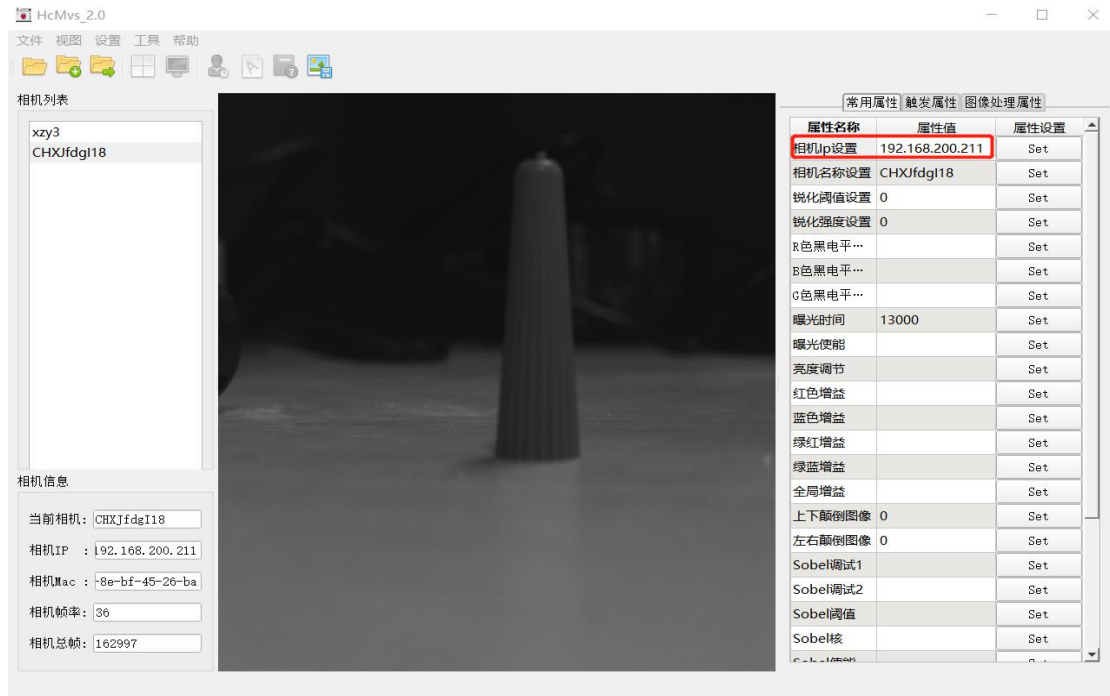 HcMvs_2.0
文件 视图 设置 工具 帮助
相机列表
xzy3
CHXJfdgI18
相机信息
当前相机: CHXJfdgI18
相机IP : 192.168.200.211
相机Mac : -8e-bf-45-26-ba
相机帧率: 36
相机总帧: 162997
常用属性 触发属性 图像处理属性
属性名称 属性值 属性设置
相机Ip设置 192.168.200.211 Set
相机名称设置 CHXJfdgI18 Set
锐化阈值设置 0 Set
锐化强度设置 0 Set
R色黑电平… Set
B色黑电平… Set
G色黑电平… Set
曝光时间 13000 Set
曝光使能 Set
亮度调节 Set
红色增益 Set
蓝色增益 Set
绿红增益 Set
绿蓝增益 Set
全局增益 Set
上下颠倒图像 0 Set
左右颠倒图像 0 Set
Sobel调试1 Set
Sobel调试2 Set
Sobel阈值 Set
Sobel核 Set